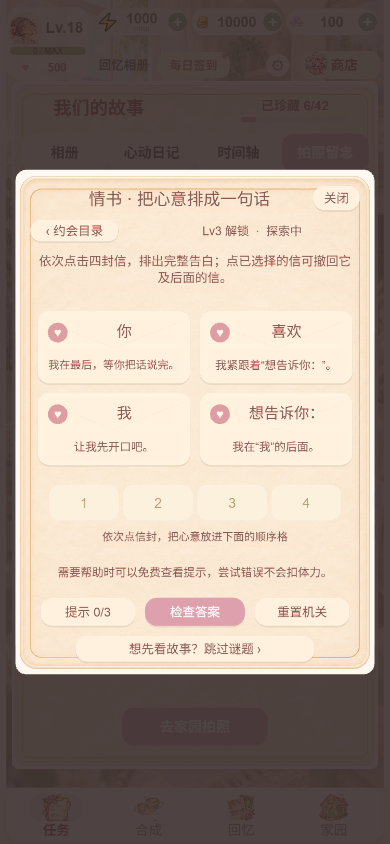 Lv.18
1000
10000
100
500
回忆相册
每日签到
商店
我们的故事
已珍藏 6/42
相册
心动日记
时间轴
拍照留念
情书 · 把心意排成一句话
关闭
‹ 约会目录
Lv3 解锁 · 探索中
依次点击四封信，排出完整告白；点已选择的信可撤回它
及后面的信。
你
我在最后，等你把话说完。
喜欢
我紧跟着“想告诉你：”。
我
让我先开口吧。
想告诉你：
我在“我”的后面。
1
2
3
4
依次点信封，把心意放进下面的顺序格
需要帮助时可以免费查看提示，尝试错误不会扣体力。
提示 0/3
检查答案
重置机关
想先看故事？跳过谜题 ›
去家园拍照
任务
合成
回忆
家园